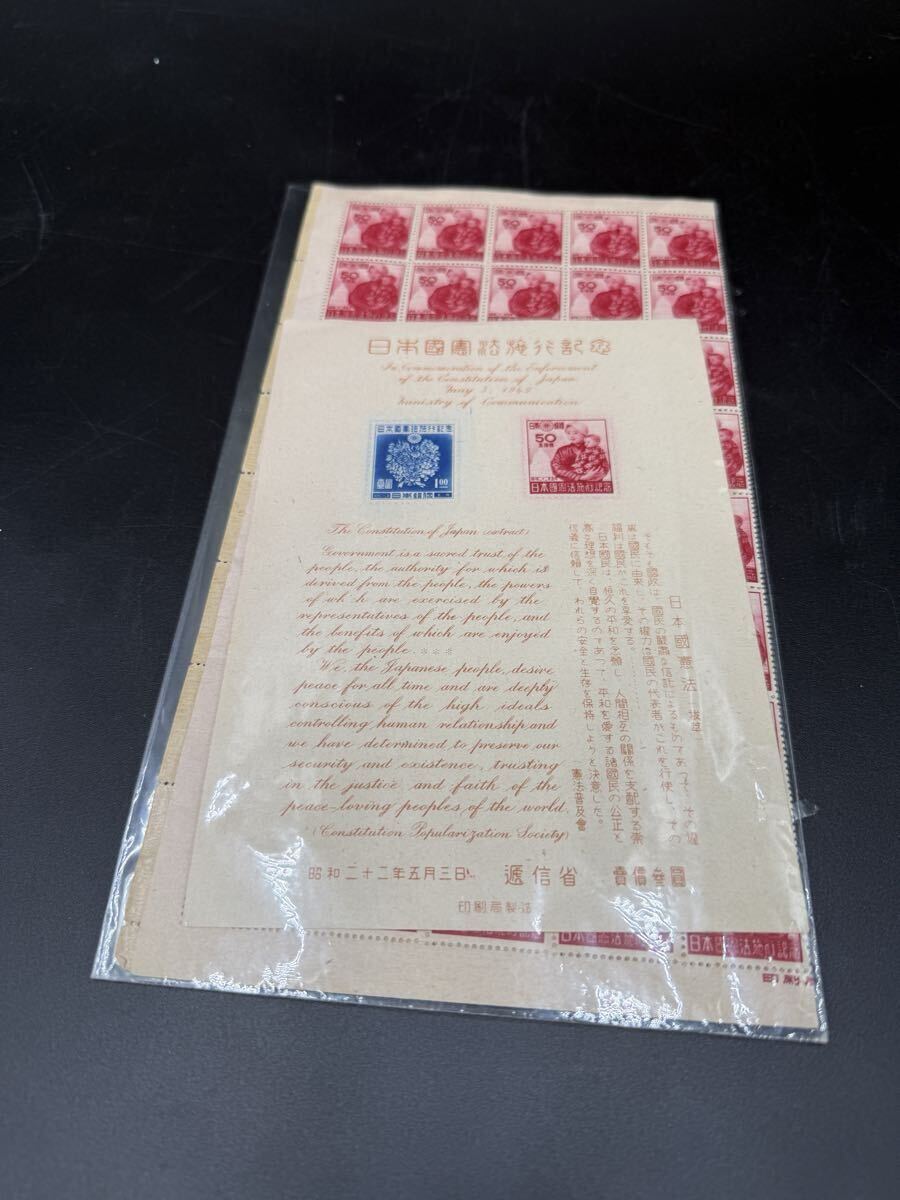 日本國憲法施行記念
In Commemoration of the Enforcement
of the Constitution of Japan
May 3, 1947
Ministry of Communication
日本國憲法施行記念
1.00
壹圓
日本郵便
日本郵便
50
日本國憲法施行記念
The Constitution of Japan (extract)
Government is a sacred trust of the
people, the authority for which is
derived from the people, the powers
of which are exercised by the
representatives of the people, and
the benefits of which are enjoyed
by the people. ***
We, the Japanese people, desire
peace for all time and are deeply
conscious of the high ideals
controlling human relationship, and
we have determined to preserve our
security and existence, trusting
in the justice and faith of the
peace-loving peoples of the world.
(Constitution Popularization Society)
日本國憲法 抜萃
そもそも國政は、國民の嚴肅な信託によるものであつて、その權
威は國民に由來し、その權力は國民の代表者がこれを行使し、その
福利は國民がこれを享受する。………
日本國民は、恒久の平和を念願し、人間相互の關係を支配する崇
高な理想を深く自覺するのであつて、平和を愛する諸國民の公正と
信義に信賴して、われらの安全と生存を保持しようと決意した。
憲法普及會
昭和二十二年五月三日 遞信省 賣價參圓
印刷局製造